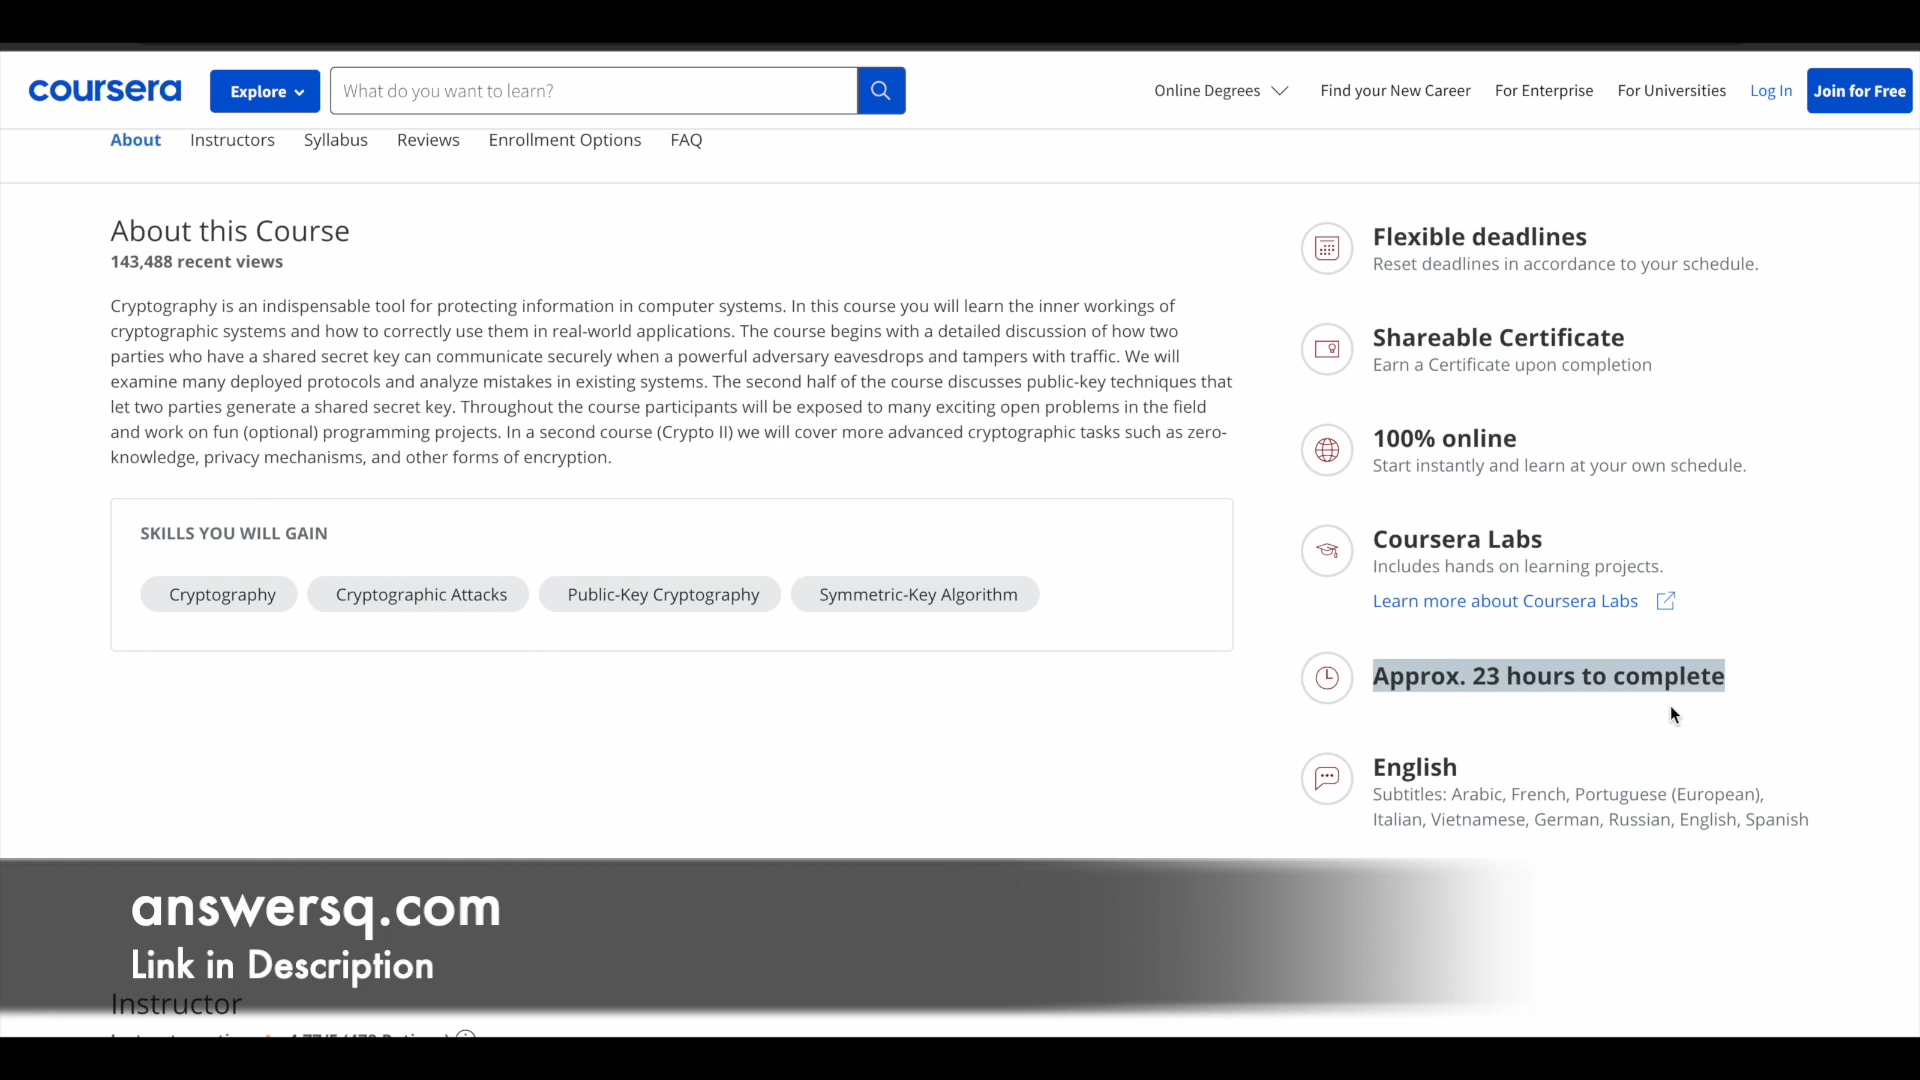 coursera
Explore
What do you want to learn?
Online Degrees
Find your New Career
For Enterprise
For Universities
Log In
Join for Free
About
Instructors
Syllabus
Reviews
Enrollment Options
FAQ
About this Course
143,488 recent views
Cryptography is an indispensable tool for protecting information in computer systems. In this course you will learn the inner workings of
cryptographic systems and how to correctly use them in real-world applications. The course begins with a detailed discussion of how two
parties who have a shared secret key can communicate securely when a powerful adversary eavesdrops and tampers with traffic. We will
examine many deployed protocols and analyze mistakes in existing systems. The second half of the course discusses public-key techniques that
let two parties generate a shared secret key. Throughout the course participants will be exposed to many exciting open problems in the field
and work on fun (optional) programming projects. In a second course (Crypto II) we will cover more advanced cryptographic tasks such as zero-
knowledge, privacy mechanisms, and other forms of encryption.
SKILLS YOU WILL GAIN
Cryptography
Cryptographic Attacks
Public-Key Cryptography
Symmetric-Key Algorithm
Flexible deadlines
Reset deadlines in accordance to your schedule.
Shareable Certificate
Earn a Certificate upon completion
100% online
Start instantly and learn at your own schedule.
Coursera Labs
Includes hands on learning projects.
Learn more about Coursera Labs
Approx. 23 hours to complete
English
Subtitles: Arabic, French, Portuguese (European),
Italian, Vietnamese, German, Russian, English, Spanish
answersq.com
Link in Description
Instructor